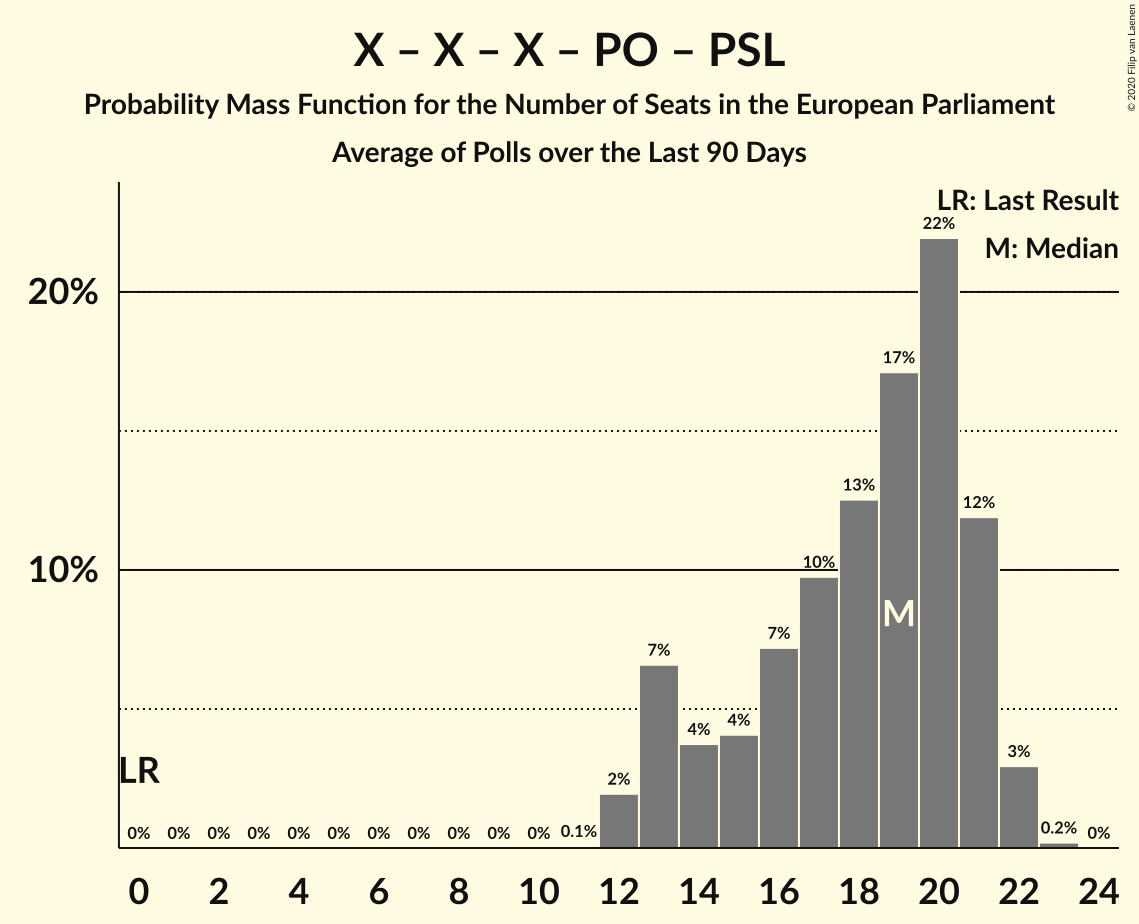 X – X – X – PO – PSL
Probability Mass Function for the Number of Seats in the European Parliament
Average of Polls over the Last 90 Days
© 2020 Filip van Laenen
LR: Last Result
M: Median
20%
10%
22%
17%
13%
12%
10%
7%
7%
4%
4%
3%
2%
0.1%
0.2%
0% 0% 0% 0% 0% 0% 0% 0% 0% 0% 0% 0%
LR
M
0 2 4 6 8 10 12 14 16 18 20 22 24